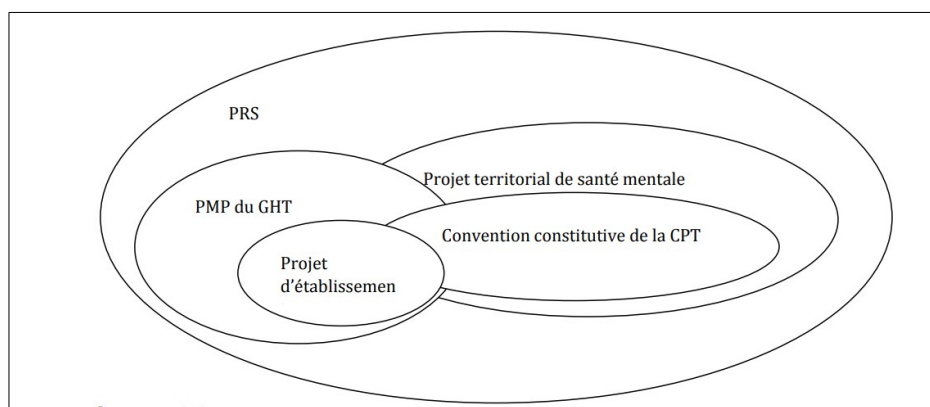 PRS
Projet territorial de santé mentale
PMP du GHT
Convention constitutive de la CPT
Projet
d'établissemen